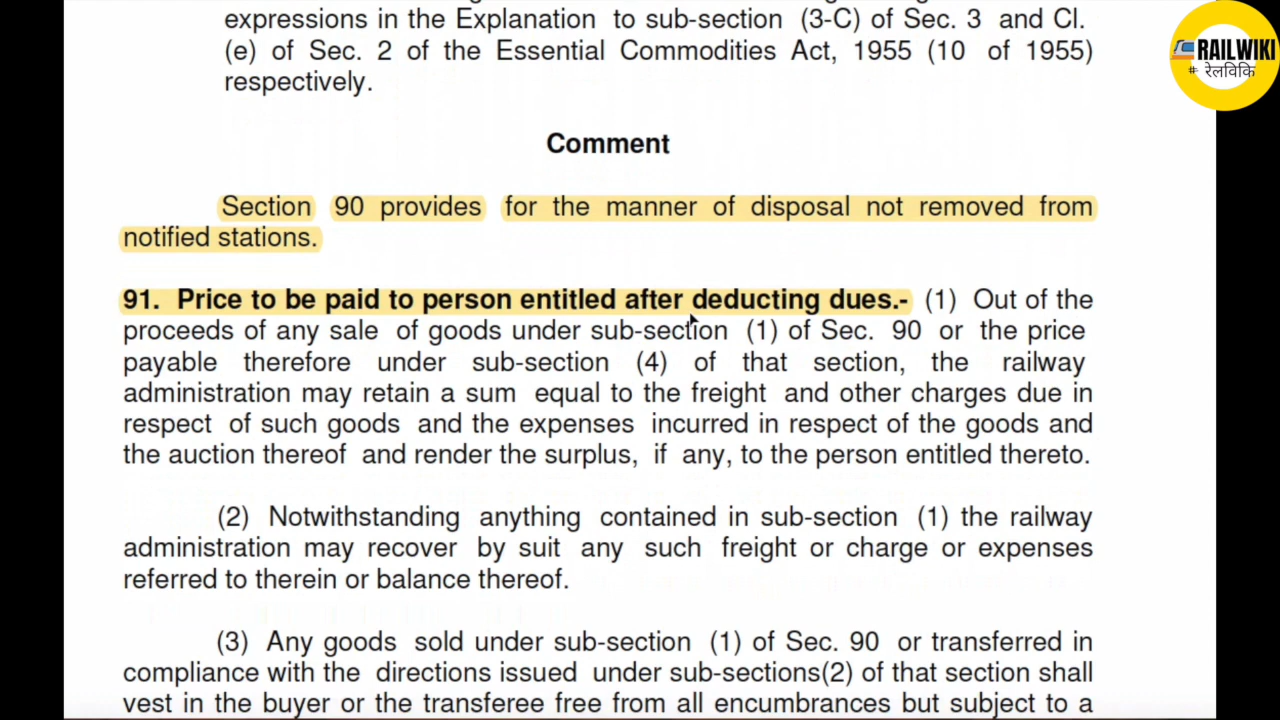 expressions in the Explanation to sub-section (3-C) of Sec. 3 and Cl.
(e) of Sec. 2 of the Essential Commodities Act, 1955 (10 of 1955)
respectively.
RAILWIKI
# रेलविकि
Comment
Section 90 provides for the manner of disposal not removed from
notified stations.
91. Price to be paid to person entitled after deducting dues.- (1) Out of the
proceeds of any sale of goods under sub-section (1) of Sec. 90 or the price
payable therefore under sub-section (4) of that section, the railway
administration may retain a sum equal to the freight and other charges due in
respect of such goods and the expenses incurred in respect of the goods and
the auction thereof and render the surplus, if any, to the person entitled thereto.
(2) Notwithstanding anything contained in sub-section (1) the railway
administration may recover by suit any such freight or charge or expenses
referred to therein or balance thereof.
(3) Any goods sold under sub-section (1) of Sec. 90 or transferred in
compliance with the directions issued under sub-sections(2) of that section shall
vest in the buyer or the transferee free from all encumbrances but subject to a